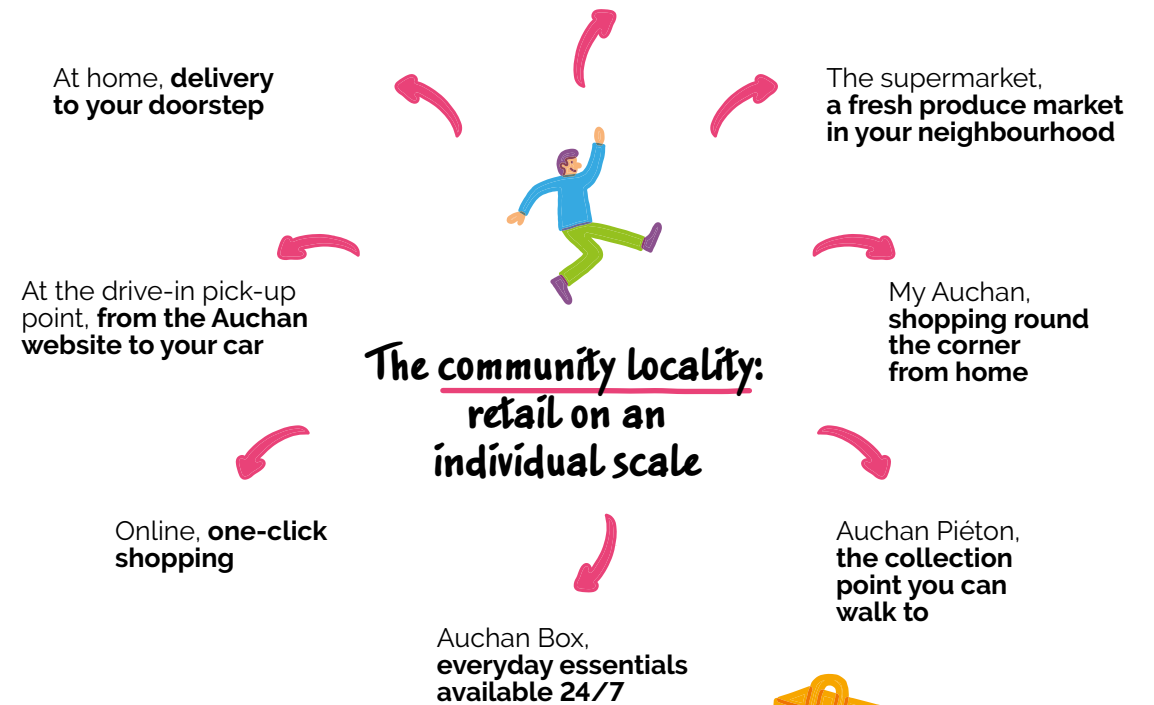 At home, delivery
to your doorstep
The supermarket,
a fresh produce market
in your neighbourhood
At the drive-in pick-up
point, from the Auchan
website to your car
My Auchan,
shopping round
the corner
from home
The community locality:
retail on an
individual scale
Online, one-click
shopping
Auchan Piéton,
the collection
point you can
walk to
Auchan Box,
everyday essentials
available 24/7